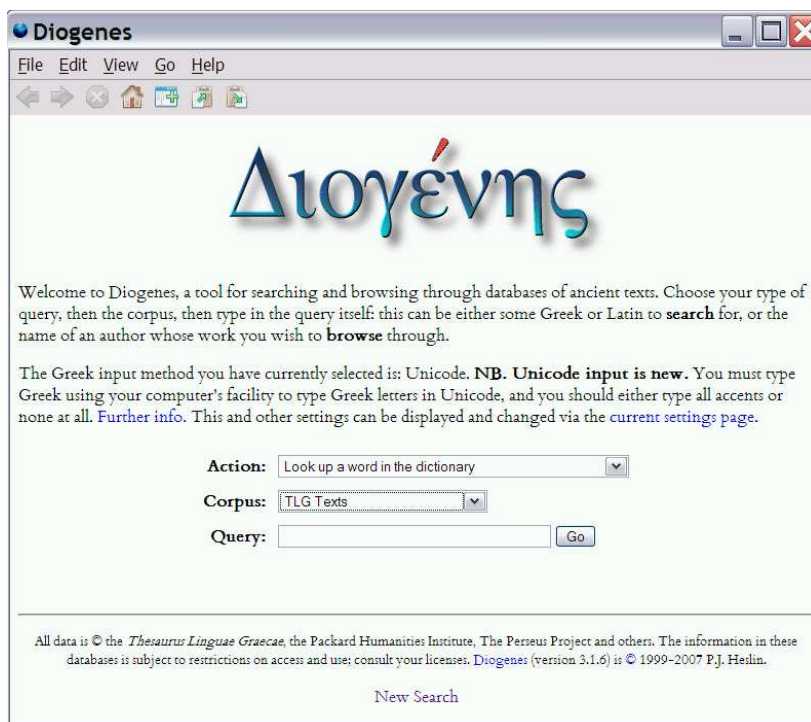 Diogenes
File Edit View Go Help
Διογένης
Welcome to Diogenes, a tool for searching and browsing through databases of ancient texts. Choose your type of
query, then the corpus, then type in the query itself: this can be either some Greek or Latin to search for, or the
name of an author whose work you wish to browse through.
The Greek input method you have currently selected is: Unicode. NB. Unicode input is new. You must type
Greek using your computer's facility to type Greek letters in Unicode, and you should either type all accents or
none at all. Further info. This and other settings can be displayed and changed via the current settings page.
Action: Look up a word in the dictionary
Corpus: TLG Texts
Query: Go
All data is © the Thesaurus Linguae Graecae, the Packard Humanities Institute, The Perseus Project and others. The information in these
databases is subject to restrictions on access and use; consult your licenses. Diogenes (version 3.1.6) is © 1999-2007 P.J. Heslin.
New Search